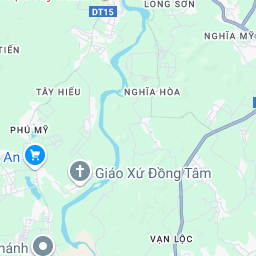 LONG SƠN
DT15
NGHĨA MỸ
TIẾN
TÂY HIẾU
NGHĨA HÒA
PHÚ MỸ
An
Giáo Xứ Đồng Tâm
VẠN LỘC
hánh